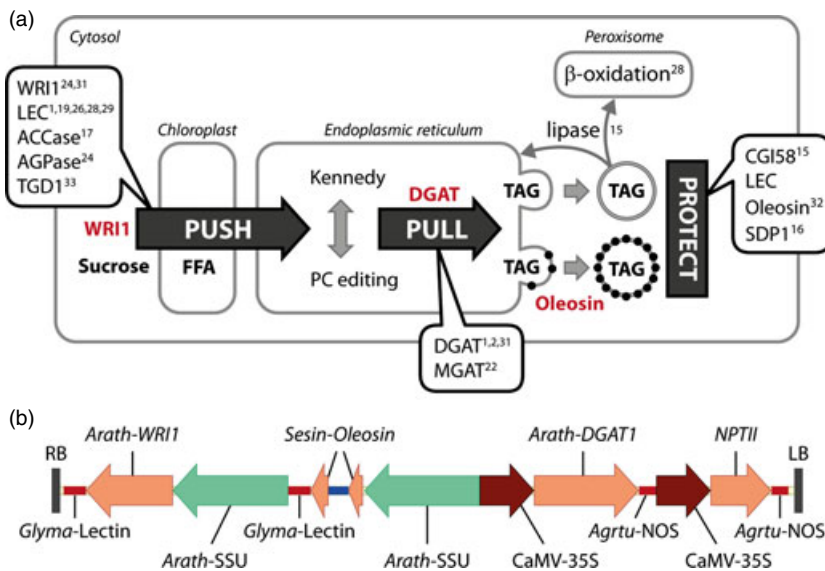 (a)
Cytosol
Peroxisome
WRI124,31
LEC1,19,26,28,29
ACCase17
AGPase24
TGD133
Chloroplast
Endoplasmic reticulum
β-oxidation28
lipase 15
Kennedy
DGAT
TAG
TAG
WRI1
PUSH
PULL
PROTECT
CGI5815
LEC
Oleosin32
SDP116
Sucrose
FFA
PC editing
TAG
TAG
Oleosin
DGAT1,2,31
MGAT22
(b)
RB
Arath-WRI1
Sesin-Oleosin
Arath-DGAT1
NPTII
LB
Glyma-Lectin
Glyma-Lectin
Agrtu-NOS
Agrtu-NOS
Arath-SSU
Arath-SSU
CaMV-35S
CaMV-35S